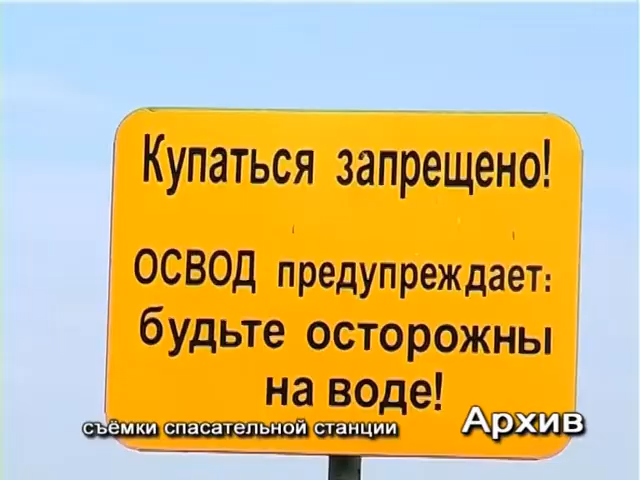 Купаться запрещено!
ОСВОД предупреждает:
будьте осторожны
на воде!
съёмки спасательной станции
Архив